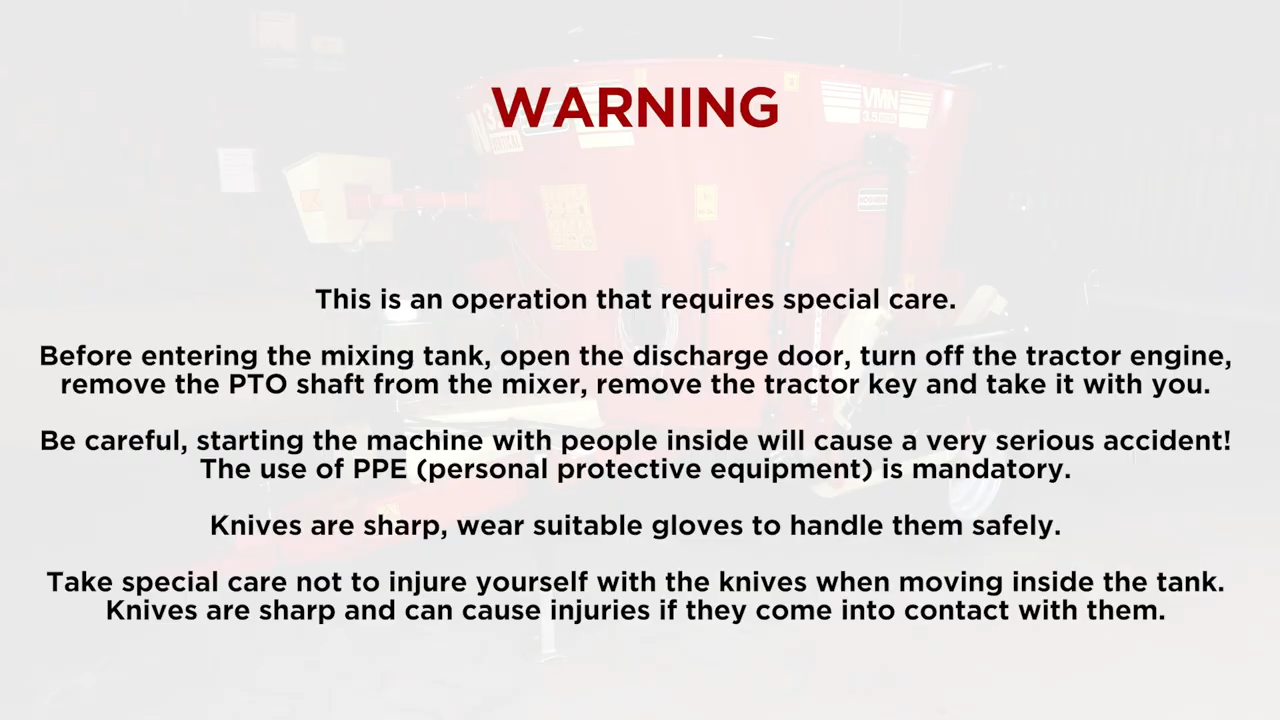 WARNING
VMN
3.5
This is an operation that requires special care.
Before entering the mixing tank, open the discharge door, turn off the tractor engine,
remove the PTO shaft from the mixer, remove the tractor key and take it with you.
Be careful, starting the machine with people inside will cause a very serious accident!
The use of PPE (personal protective equipment) is mandatory.
Knives are sharp, wear suitable gloves to handle them safely.
Take special care not to injure yourself with the knives when moving inside the tank.
Knives are sharp and can cause injuries if they come into contact with them.